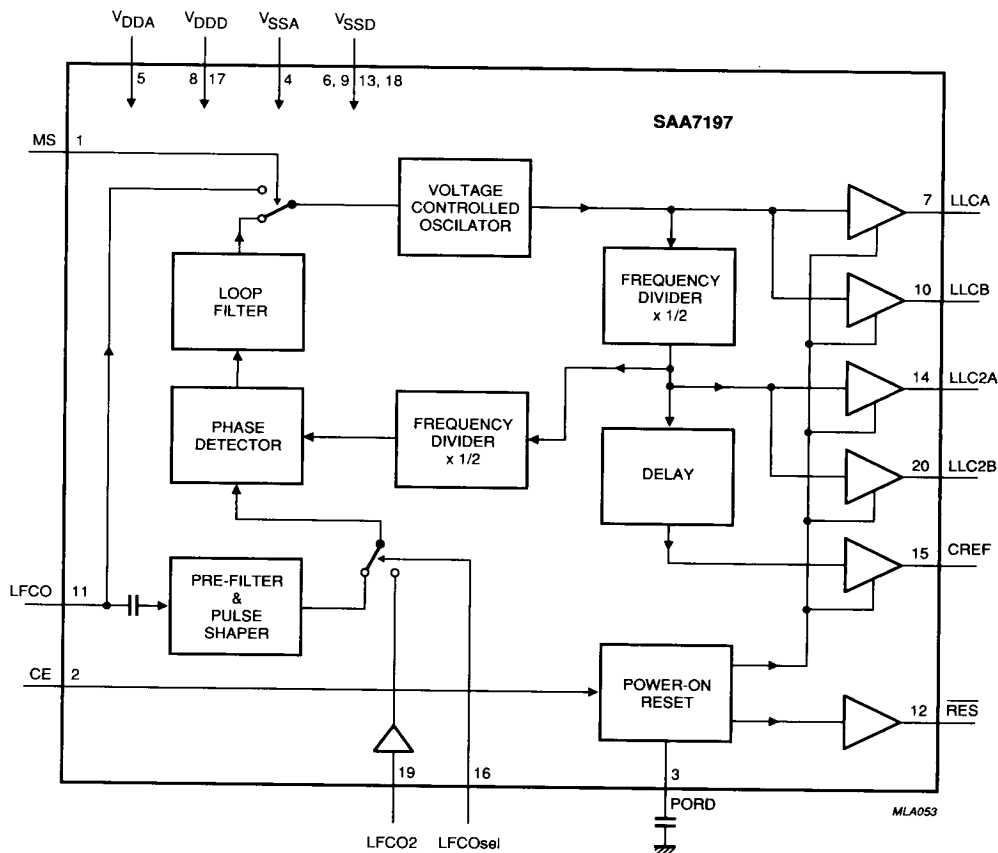 VDDA VDDD VSSA VSSD
5 8 17 4 6, 9 13, 18
SAA7197
MS 1
VOLTAGE
CONTROLLED
OSCILATOR
7 LLCA
LOOP
FILTER
FREQUENCY
DIVIDER
x 1/2
10 LLCB
14 LLC2A
PHASE
DETECTOR
FREQUENCY
DIVIDER
x 1/2
DELAY
20 LLC2B
15 CREF
LFCO 11
PRE-FILTER
&
PULSE
SHAPER
CE 2
POWER-ON
RESET
12 RES
19 16 3
PORD
LFCO2 LFCOsel
MLA053